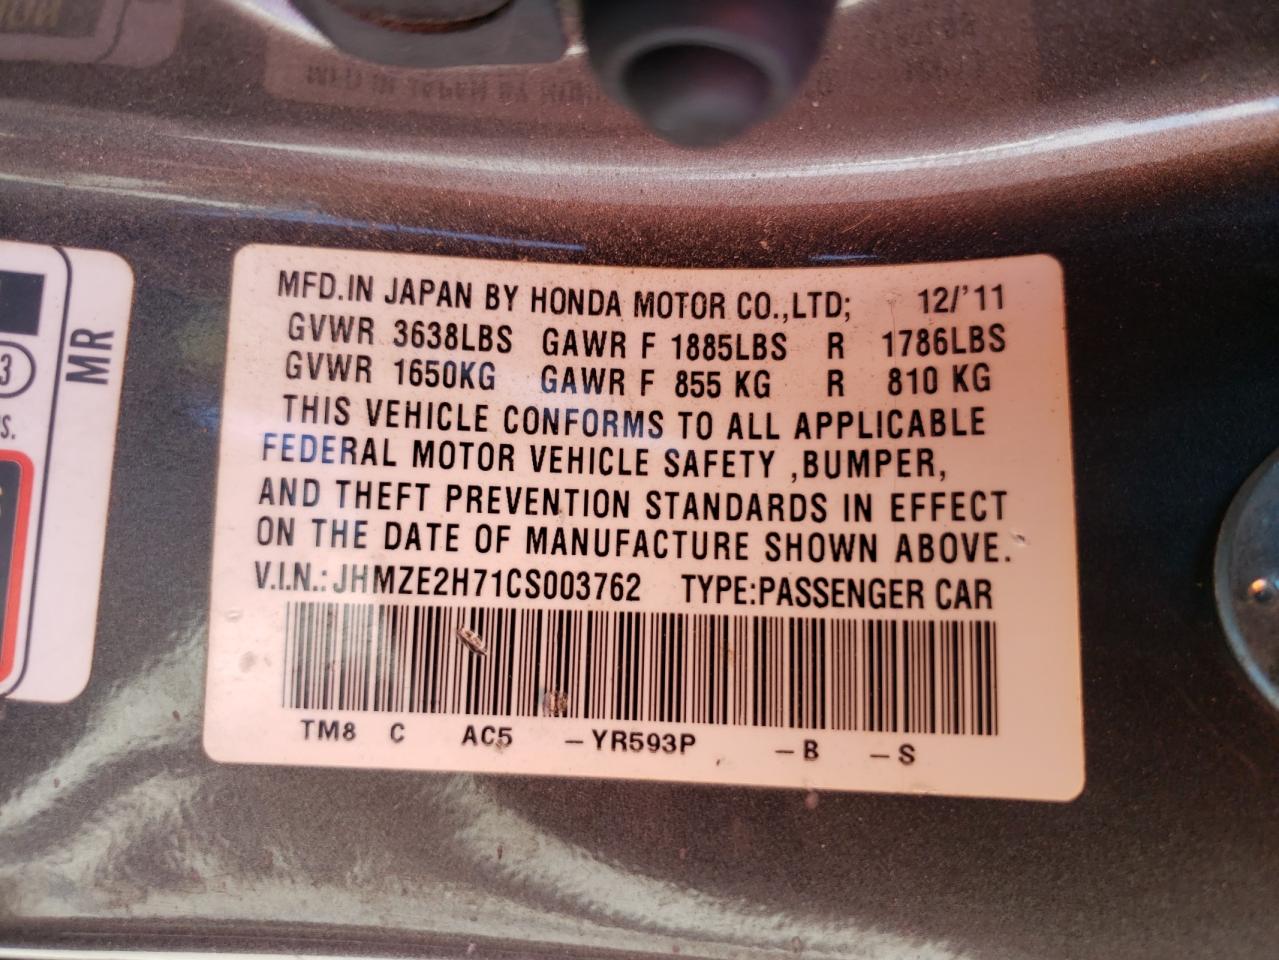 MFD.IN JAPAN BY HONDA MOTOR CO.,LTD; 12/'11
GVWR 3638LBS GAWR F 1885LBS R 1786LBS
GVWR 1650KG GAWR F 855 KG R 810 KG
THIS VEHICLE CONFORMS TO ALL APPLICABLE
FEDERAL MOTOR VEHICLE SAFETY ,BUMPER,
AND THEFT PREVENTION STANDARDS IN EFFECT
ON THE DATE OF MANUFACTURE SHOWN ABOVE.
V.I.N.: JHMZE2H71CS003762 TYPE:PASSENGER CAR
TM8 C AC5 –YR593P –B –S
MR
3